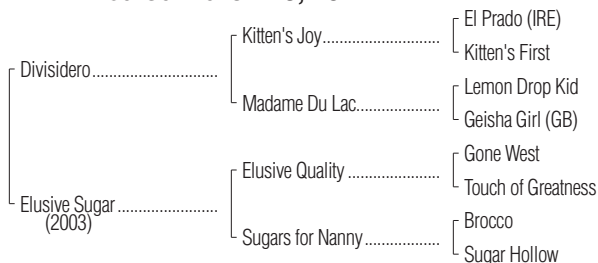 El Prado (IRE)
Kitten's Joy........................
Kitten's First
Divisidero..............................
Lemon Drop Kid
Madame Du Lac.....................
Geisha Girl (GB)
Gone West
Elusive Quality ......................
Touch of Greatness
Elusive Sugar ........................
(2003)
Brocco
Sugars for Nanny...................
Sugar Hollow